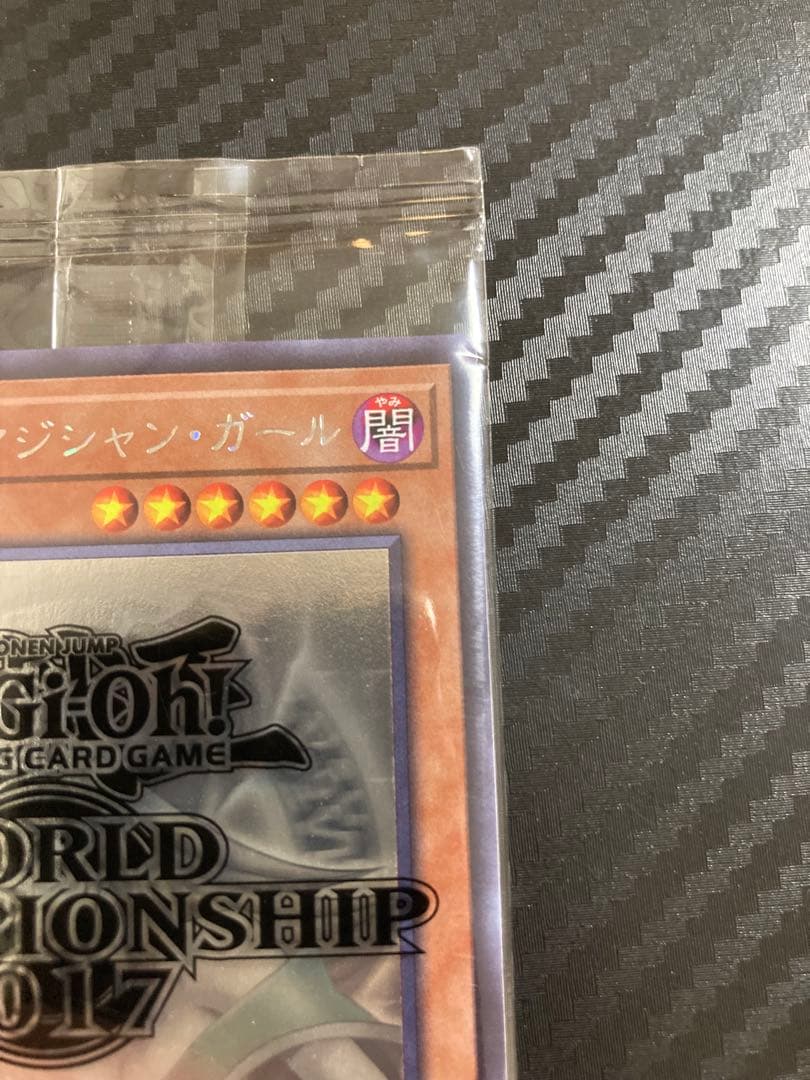 マジシャン・ガール
やみ
闇
ONEN JUMP
Gi-Oh!
G CARD GAME
ORLD
IONSHIP
017